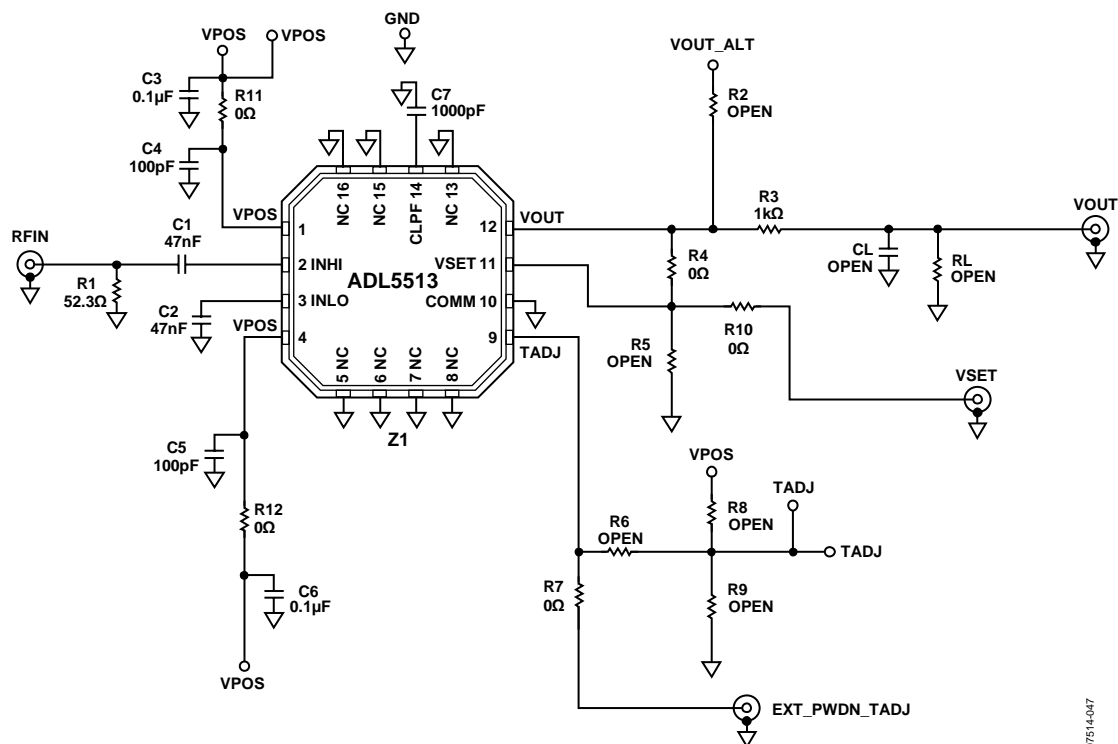 GND
VPOS
VPOS
VOUT_ALT
C3
0.1µF
R11
0Ω
C7
1000pF
R2
OPEN
C4
100pF
NC 16
NC 15
CLPF 14
NC 13
R3
1kΩ
VOUT
VPOS
1
12
VOUT
RFIN
C1
47nF
2 INHI
VSET 11
R4
0Ω
CL
OPEN
RL
OPEN
R1
52.3Ω
ADL5513
C2
47nF
3 INLO
COMM 10
R10
0Ω
VPOS
4
9
TADJ
R5
OPEN
5 NC
6 NC
7 NC
8 NC
VSET
Z1
C5
100pF
VPOS
R12
0Ω
R8
OPEN
TADJ
R6
OPEN
TADJ
C6
0.1µF
R7
0Ω
R9
OPEN
VPOS
EXT_PWDN_TADJ
07514-047